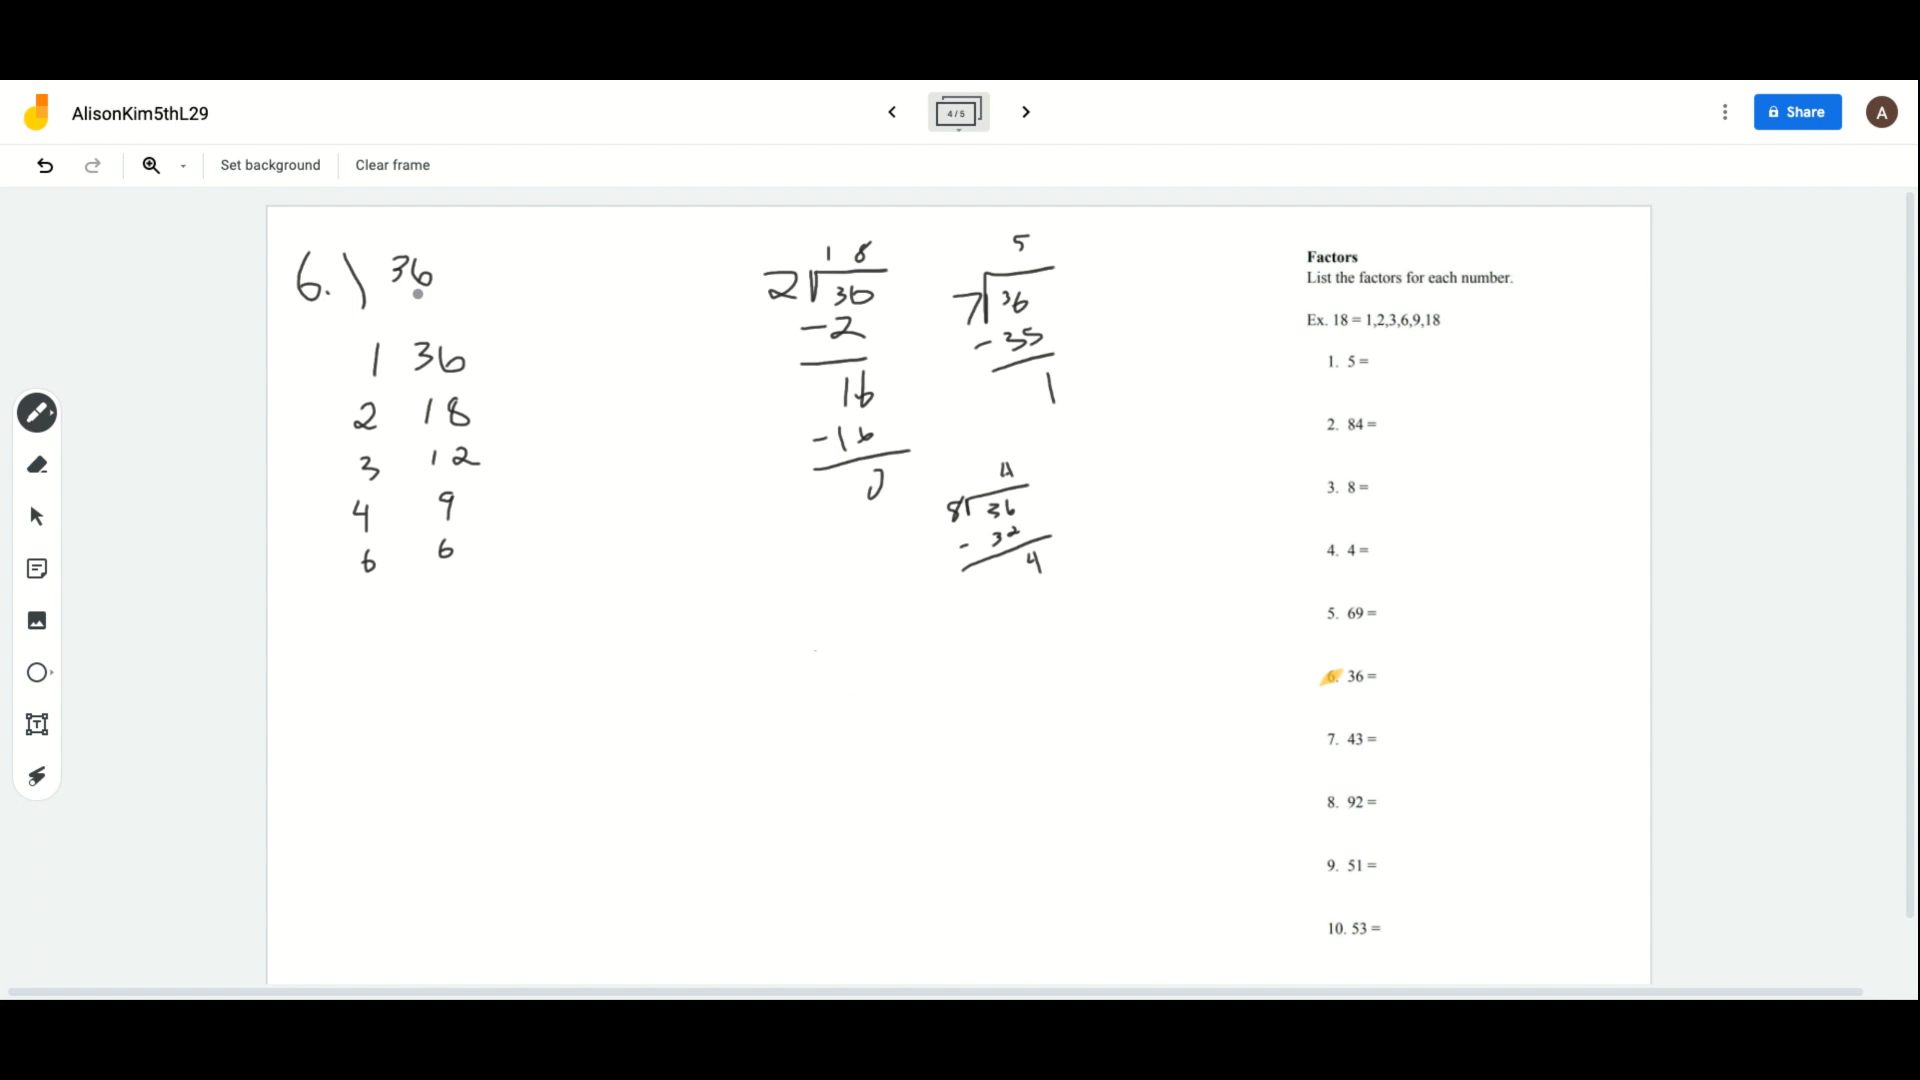 AlisonKim5thL29
4/5
Share
A
Set background
Clear frame
6.) 36
1 36
2 18
3 12
4 9
6 6
18
2 36
-2
16
-16
0
5
7 36
- 35
1
4
8 36
- 32
4
Factors
List the factors for each number.
Ex. 18 = 1,2,3,6,9,18
1. 5 =
2. 84 =
3. 8 =
4. 4 =
5. 69 =
6. 36 =
7. 43 =
8. 92 =
9. 51 =
10. 53 =